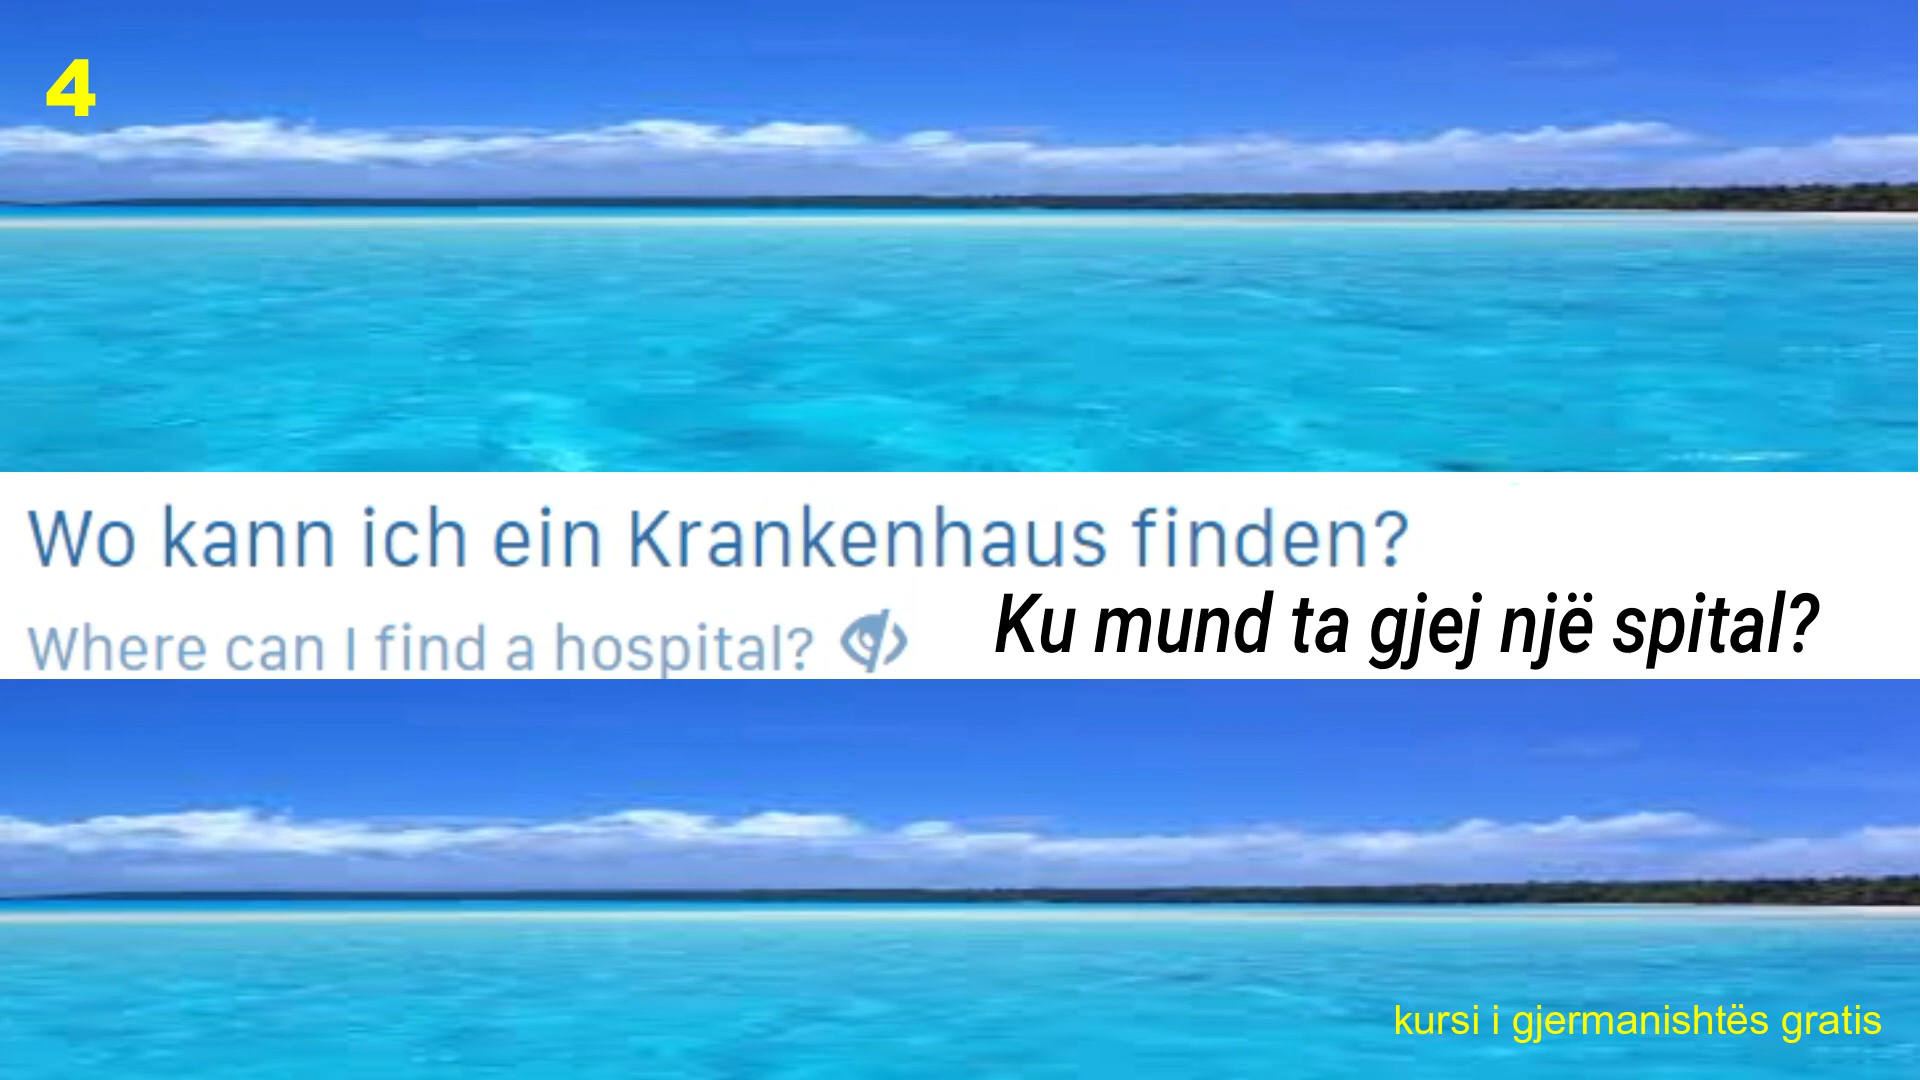 4
Wo kann ich ein Krankenhaus finden?
Where can I find a hospital?
Ku mund ta gjej një spital?
kursi i gjermanishtës gratis